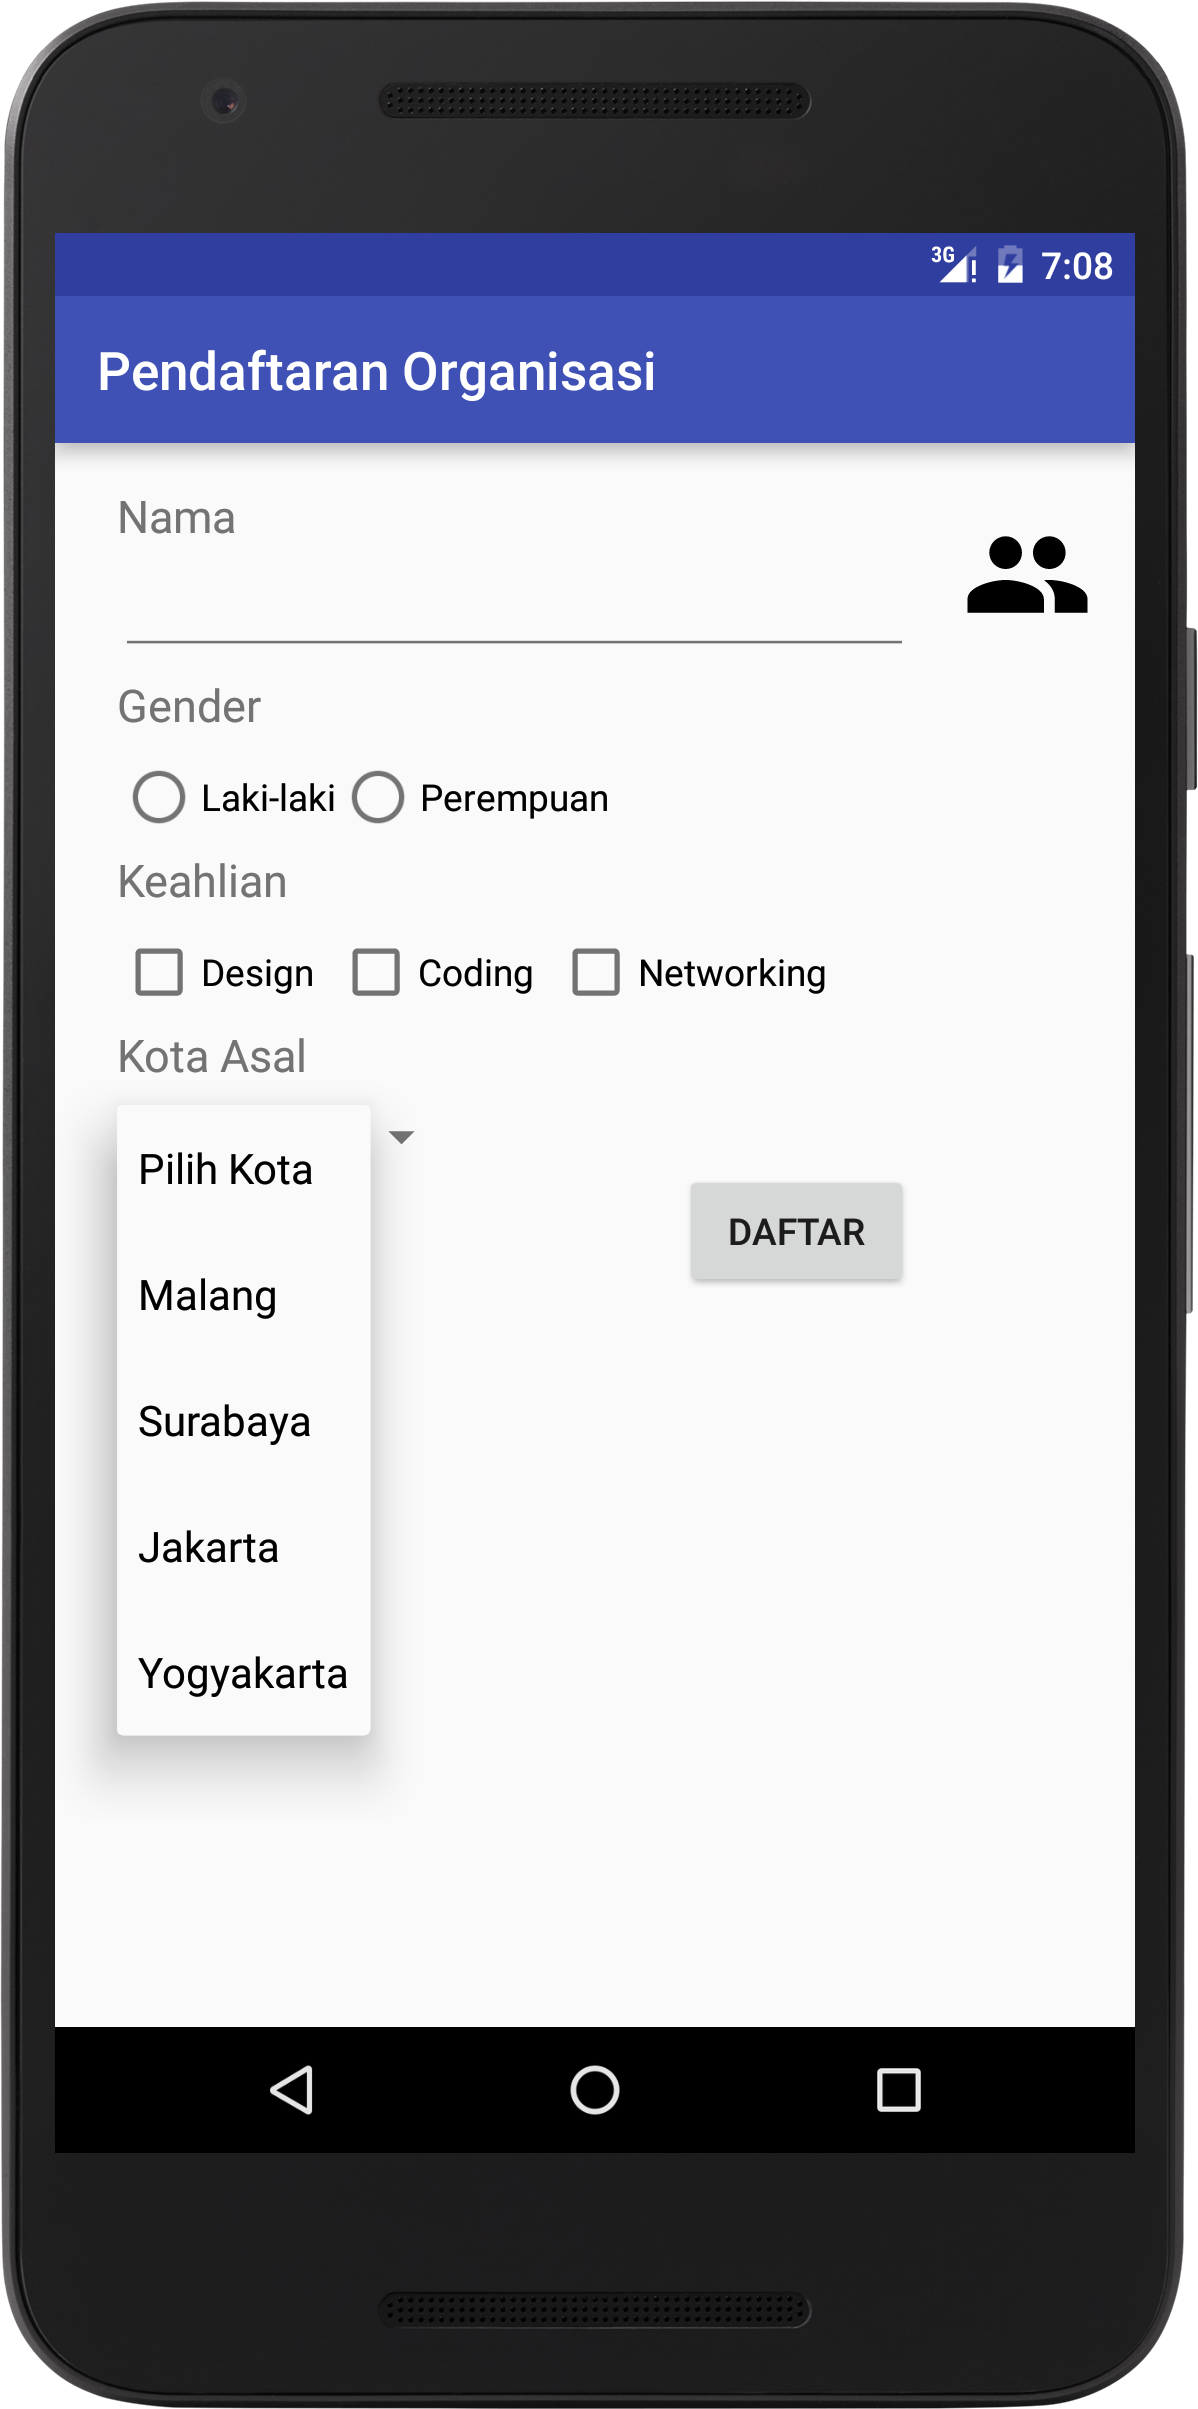 3G 7:08
Pendaftaran Organisasi
Nama
Gender
Laki-laki Perempuan
Keahlian
Design Coding Networking
Kota Asal
Pilih Kota
DAFTAR
Malang
Surabaya
Jakarta
Yogyakarta